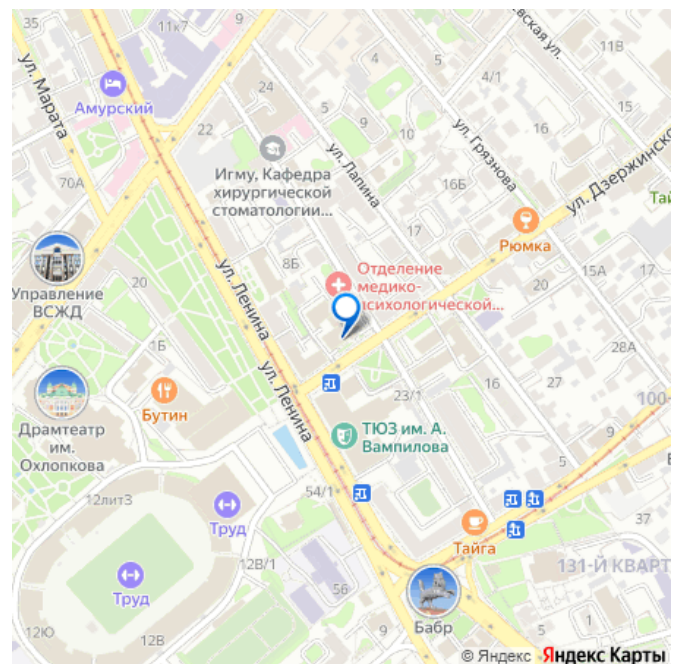 35
11к7
ул. Марата
Амурский
22
24
4
5
4/1
11В
15
9
5
10
ул. Грязнова
16
Игму, Кафедра
хирургической
стоматологии...
ул. Лапина
16Б
ул. Дзержинско
70А
Рюмка
Тай
17
Управление
ВСЖД
20
8Б
Отделение
медико-
психологической...
20
15А
17
ул. Ленина
1Б
28А
ул. Ленина
Бутин
23/1
16
27
100-
Драмтеатр
им.
Охлопкова
ТЮЗ им. А.
Вампилова
9
5
12лит3
54/1
Труд
Тайга
37
12В/1
131-Й КВАРТ
Труд
56
5
Бабр
9
1
12Ю
12В
© Яндекс Яндекс Карты